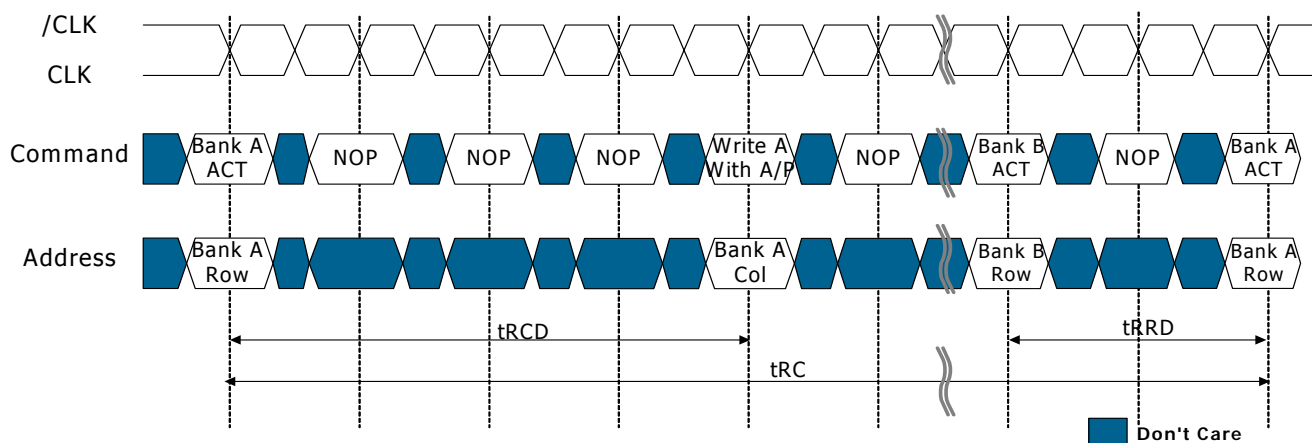 /CLK
CLK
Command
Bank A
ACT
NOP
NOP
NOP
Write A
With A/P
NOP
Bank B
ACT
NOP
Bank A
ACT
Address
Bank A
Row
Bank A
Col
Bank B
Row
Bank A
Row
tRCD
tRRD
tRC
Don't Care